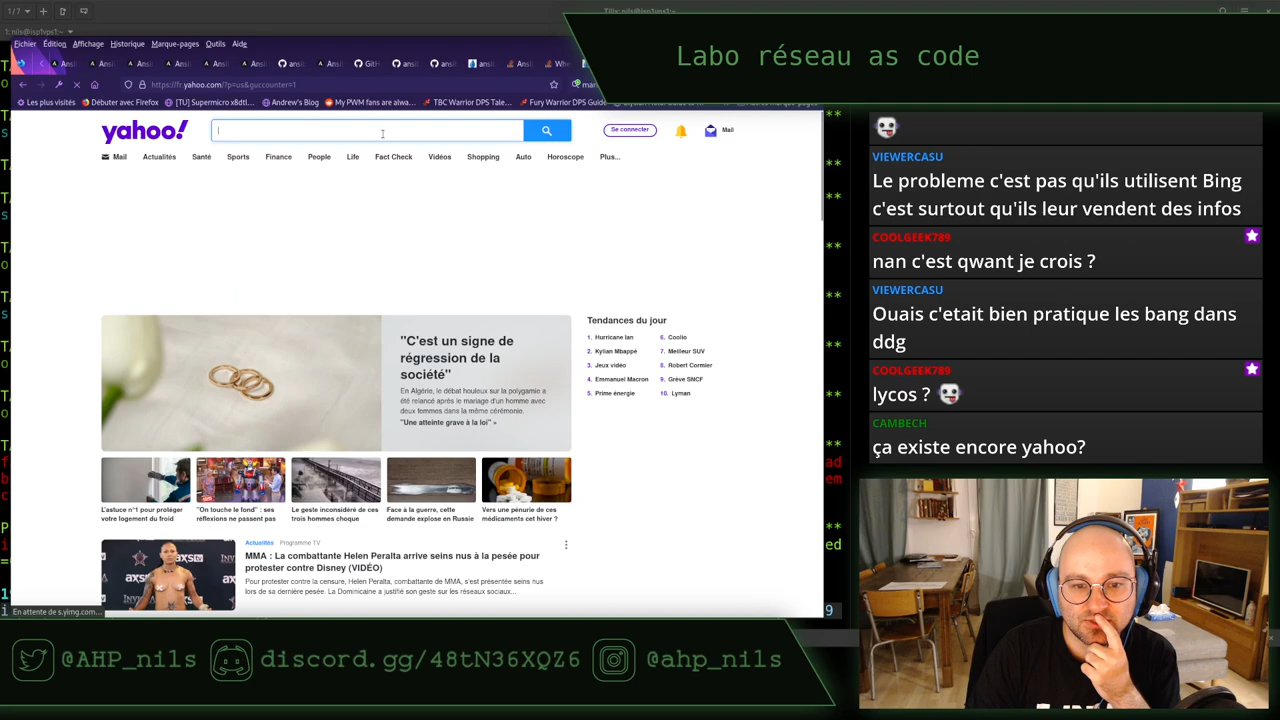 1/7
Tilix: nils@isp1vps1:~
1: nils@isp1vps1:~
Labo réseau as code
Fichier Édition Affichage Historique Marque-pages Outils Aide
https://fr.yahoo.com/?p=us&guccounter=1
Les plus visités Débuter avec Firefox [TU] Supermicro x8dtl... Andrew's Blog My PWM fans are alwa... TBC Warrior DPS Tale... Fury Warrior DPS Guide
yahoo!
Se connecter
Mail
Mail Actualités Santé Sports Finance People Life Fact Check Vidéos Shopping Auto Horoscope Plus...
"C'est un signe de
régression de la
société"
En Algérie, le débat houleux sur la polygamie a
été relancé après le mariage d'un homme avec
deux femmes dans la même cérémonie.
"Une atteinte grave à la loi" »
Tendances du jour
1. Hurricane Ian
2. Kylian Mbappé
3. Jeux vidéo
4. Emmanuel Macron
5. Prime énergie
6. Coolio
7. Meilleur SUV
8. Robert Cormier
9. Grève SNCF
10. Lyman
L'astuce n°1 pour protéger
votre logement du froid
"On touche le fond" : ses
réflexions ne passent pas
Le geste inconsidéré de ces
trois hommes choque
Face à la guerre, cette
demande explose en Russie
Vers une pénurie de ces
médicaments cet hiver ?
Actualités Programme TV
MMA : La combattante Helen Peralta arrive seins nus à la pesée pour
protester contre Disney (VIDÉO)
Pour protester contre la censure, Helen Peralta, combattante de MMA, s'est présentée seins nus
lors de sa dernière pesée. La Dominicaine a justifié son geste sur les réseaux sociaux...
En attente de s.yimg.com...
VIEWERCASU
Le probleme c'est pas qu'ils utilisent Bing
c'est surtout qu'ils leur vendent des infos
COOLGEEK789
nan c'est qwant je crois ?
VIEWERCASU
Ouais c'etait bien pratique les bang dans
ddg
COOLGEEK789
lycos ?
CAMBECH
ça existe encore yahoo?
@AHP_nils
discord.gg/48tN36XQZ6
@ahp_nils